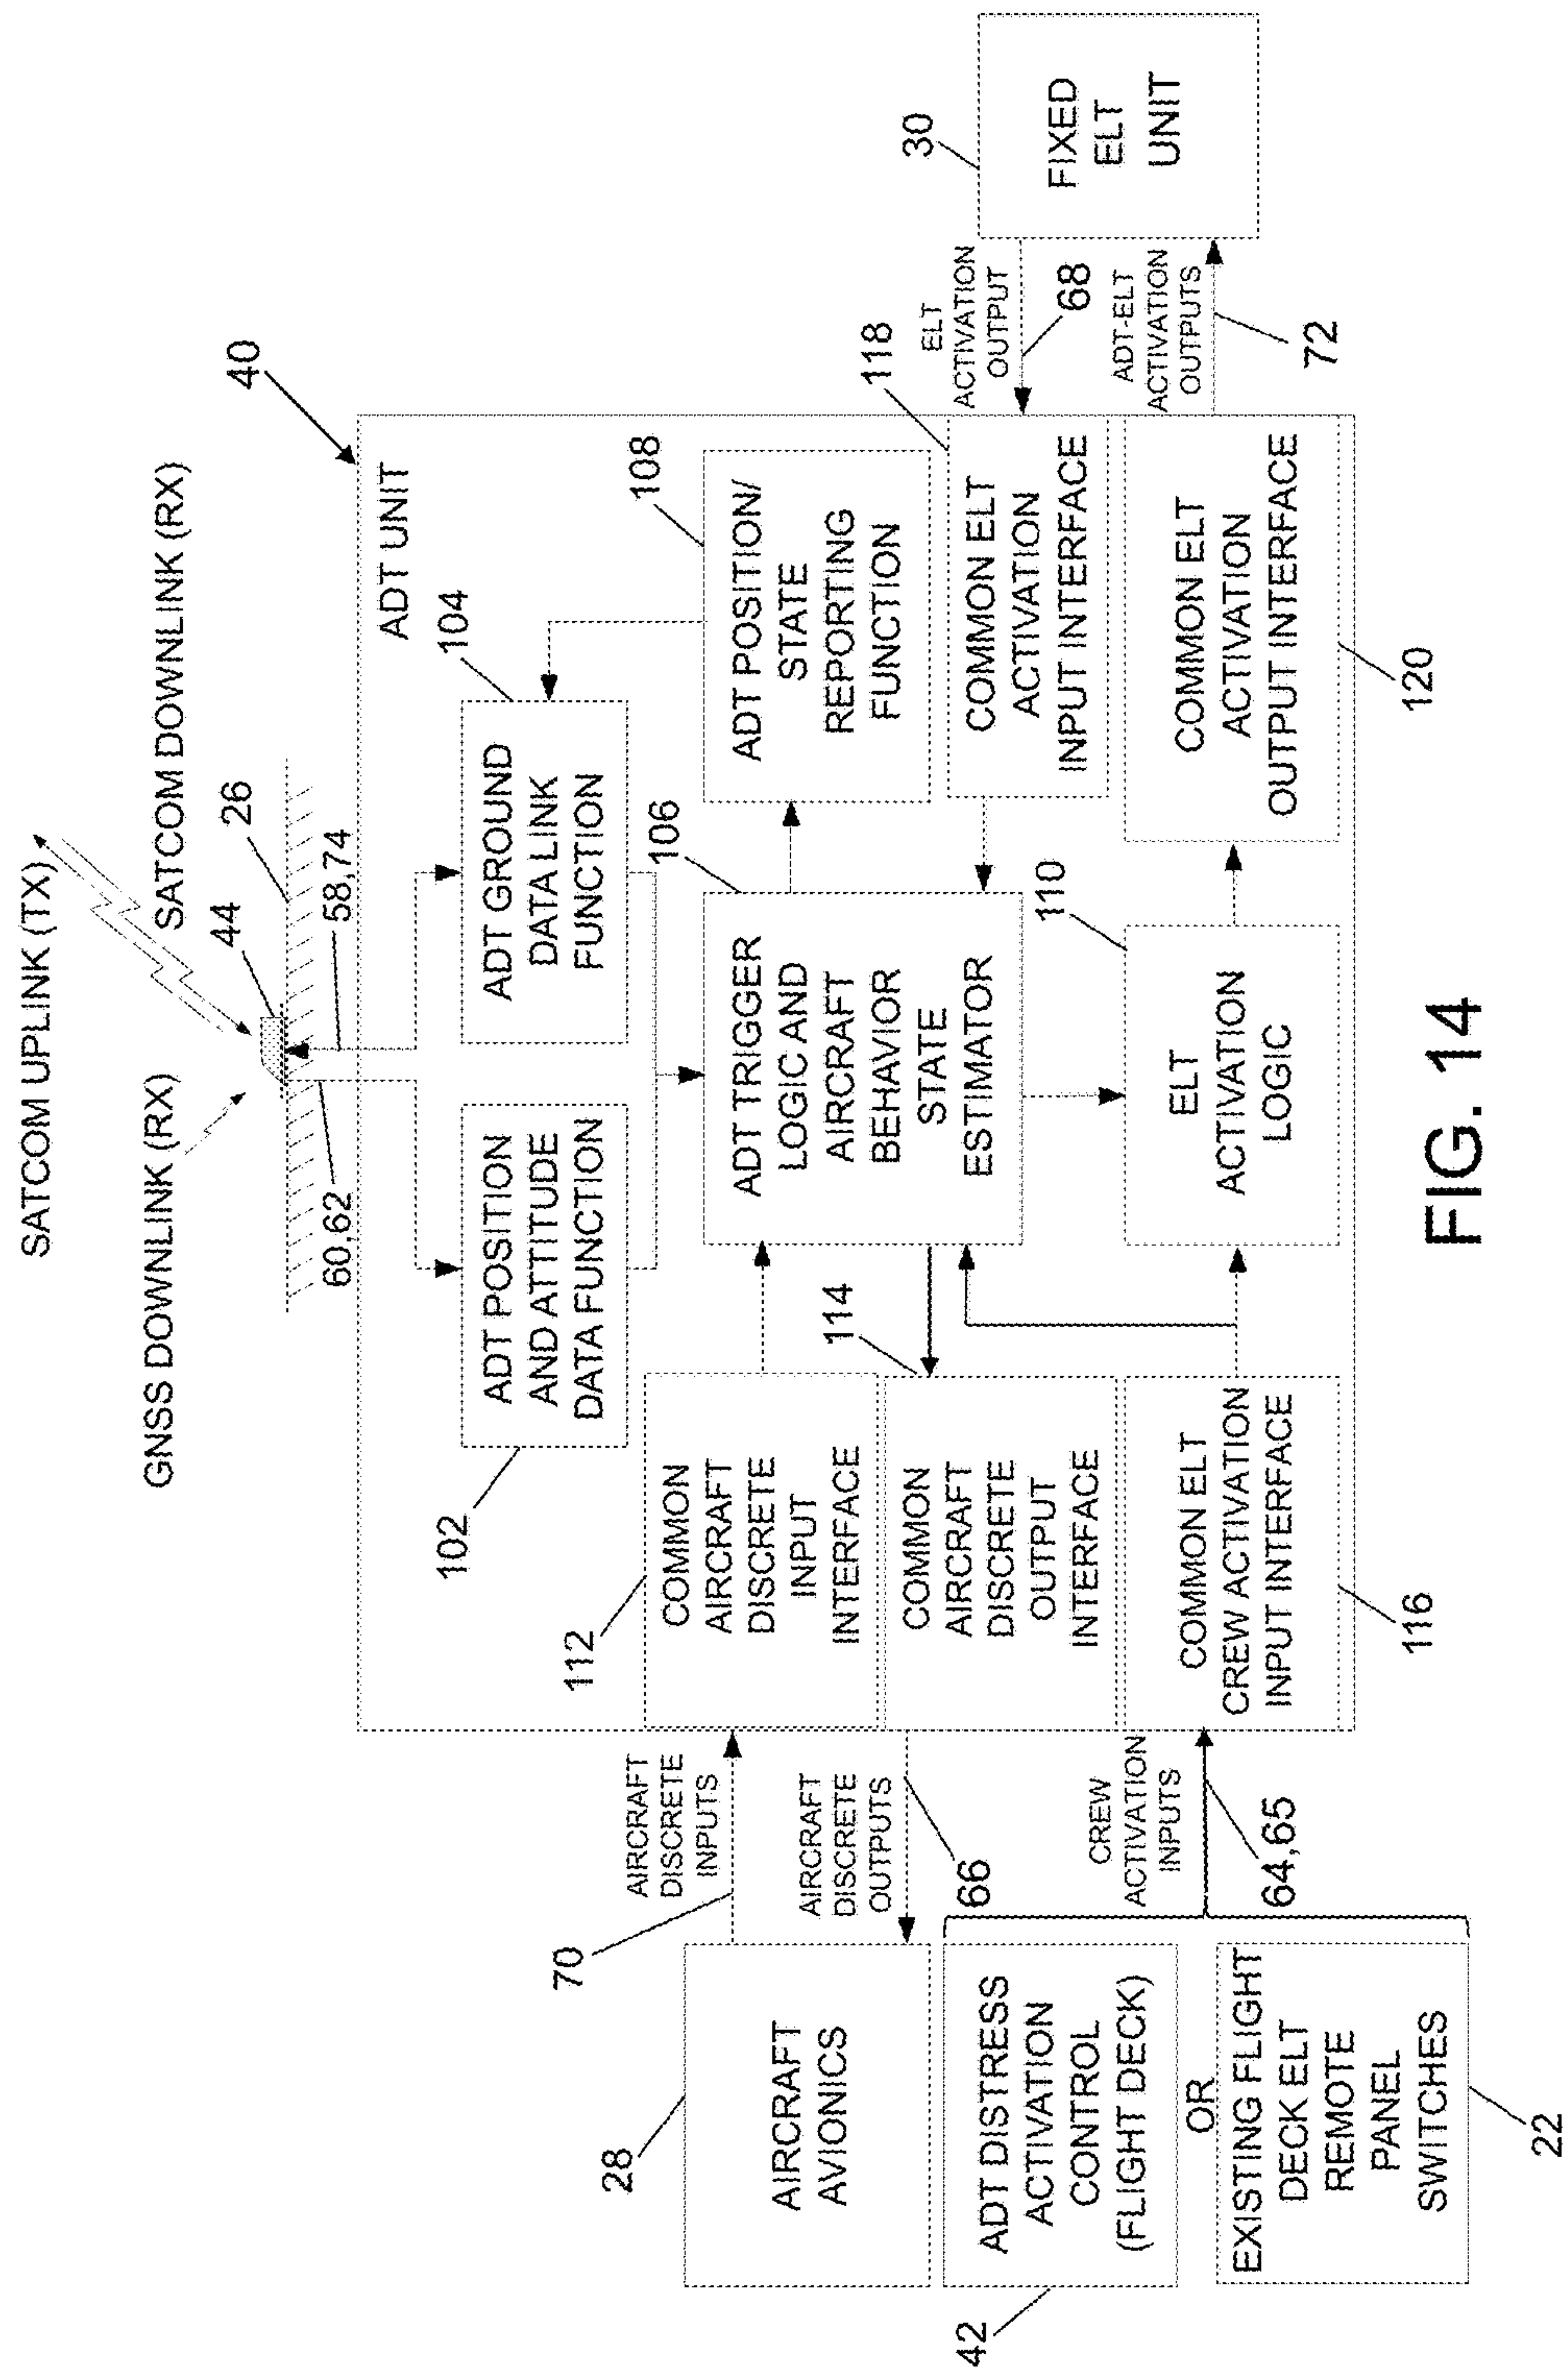 SATCOM UPLINK (TX)
GNSS DOWNLINK (RX)
SATCOM DOWNLINK (RX)
44
26
60,62
58,74
40
ADT UNIT
102
ADT POSITION
AND ATTITUDE
DATA FUNCTION
104
ADT GROUND
DATA LINK
FUNCTION
106
ADT TRIGGER
LOGIC AND
AIRCRAFT
BEHAVIOR
STATE
ESTIMATOR
108
ADT POSITION/
STATE
REPORTING
FUNCTION
110
ELT
ACTIVATION
LOGIC
112
COMMON
AIRCRAFT
DISCRETE
INPUT
INTERFACE
114
COMMON
AIRCRAFT
DISCRETE
OUTPUT
INTERFACE
116
COMMON ELT
CREW ACTIVATION
INPUT INTERFACE
118
COMMON ELT
ACTIVATION
INPUT INTERFACE
120
COMMON ELT
ACTIVATION
OUTPUT INTERFACE
28
AIRCRAFT
AVIONICS
70
AIRCRAFT
DISCRETE
INPUTS
AIRCRAFT
DISCRETE
OUTPUTS
66
42
ADT DISTRESS
ACTIVATION
CONTROL
(FLIGHT DECK)
OR
EXISTING FLIGHT
DECK ELT
REMOTE
PANEL
SWITCHES
22
CREW
ACTIVATION
INPUTS
64,65
ELT
ACTIVATION
OUTPUT
68
ADT-ELT
ACTIVATION
OUTPUTS
72
30
FIXED
ELT
UNIT
FIG. 14